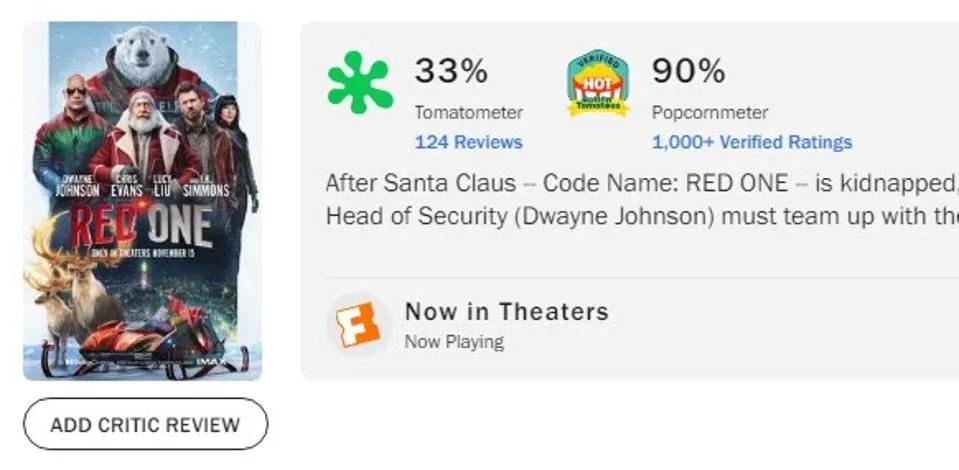 DWAYNE CHRIS LUCY J.K.
JOHNSON EVANS LIU SIMMONS
RED ONE
ONLY IN THEATERS NOVEMBER 15
IMAX
ADD CRITIC REVIEW
33%
Tomatometer
124 Reviews
VERIFIED
HOT
Rotten
Tomatoes
90%
Popcornmeter
1,000+ Verified Ratings
After Santa Claus -- Code Name: RED ONE -- is kidnapped,
Head of Security (Dwayne Johnson) must team up with the
F
Now in Theaters
Now Playing